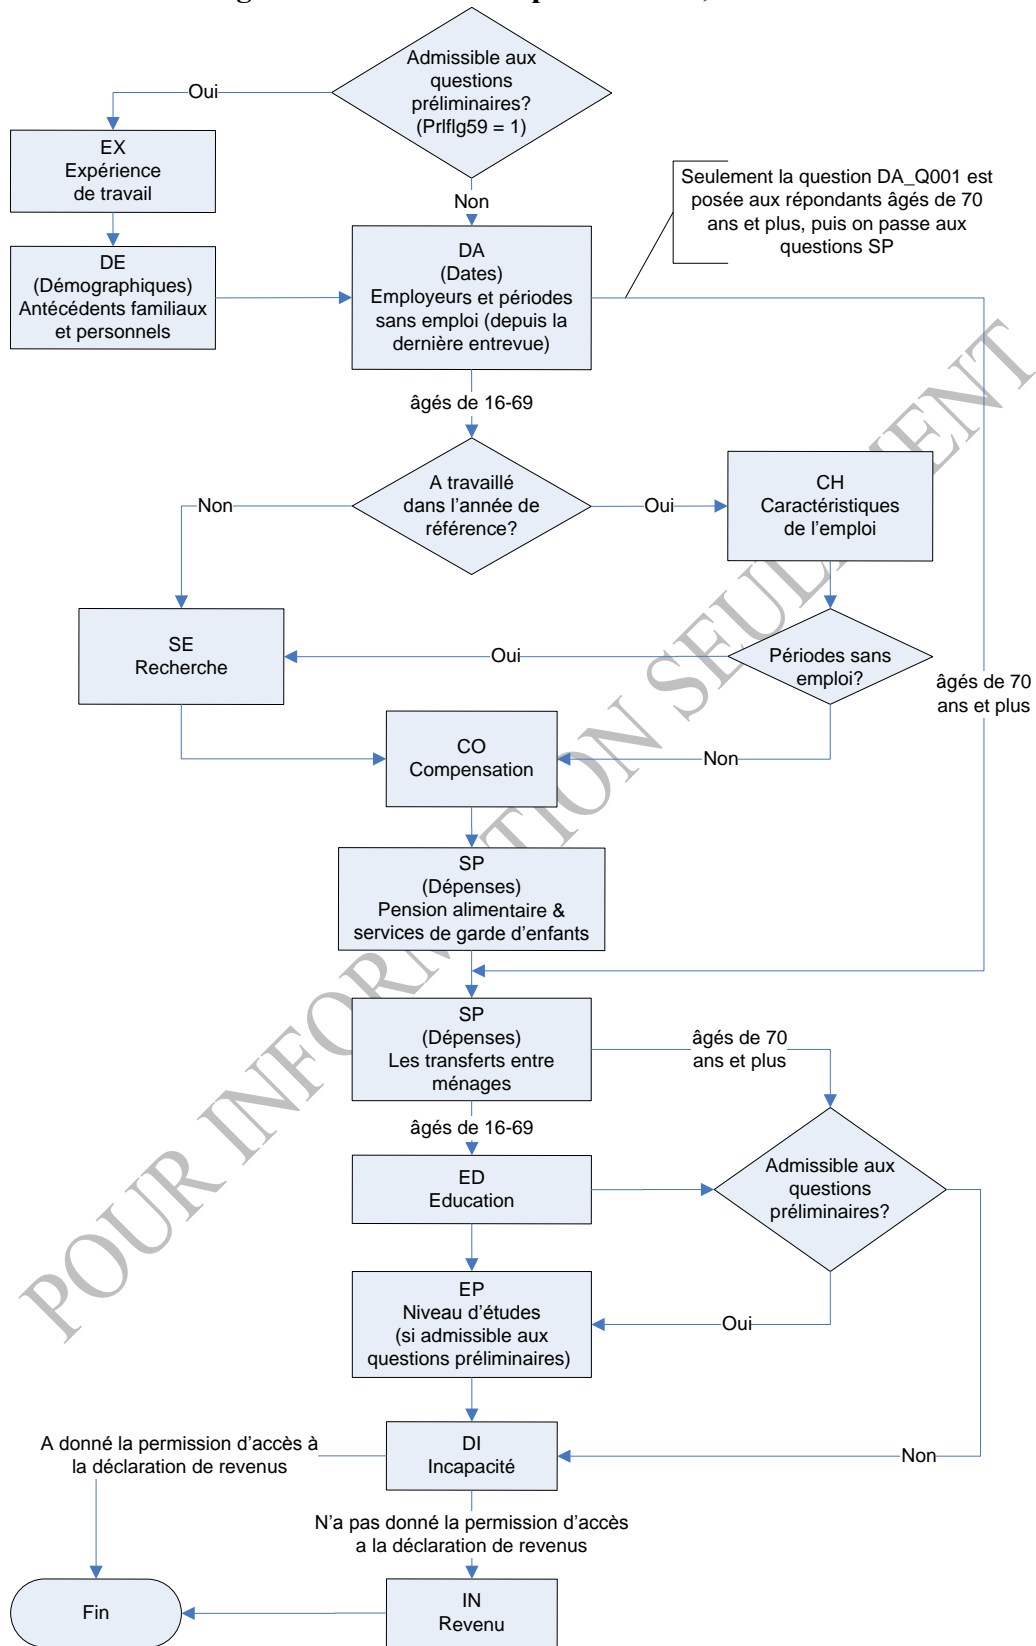 Admissible aux
questions
préliminaires?
(Prlflg59 = 1)
Oui
EX
Expérience
de travail
Non
Seulement la question DA_Q001 est
posée aux répondants âgés de 70
ans et plus, puis on passe aux
questions SP
DE
(Démographiques)
Antécédents familiaux
et personnels
DA
(Dates)
Employeurs et périodes
sans emploi (depuis la
dernière entrevue)
âgés de 16-69
A travaillé
dans l'année de
référence?
Non
Oui
CH
Caractéristiques
de l'emploi
SE
Recherche
Oui
Périodes sans
emploi?
âgés de 70
ans et plus
CO
Compensation
Non
SP
(Dépenses)
Pension alimentaire &
services de garde d'enfants
SP
(Dépenses)
Les transferts entre
ménages
âgés de 70
ans et plus
âgés de 16-69
ED
Education
Admissible aux
questions
préliminaires?
EP
Niveau d'études
(si admissible aux
questions préliminaires)
Oui
A donné la permission d'accès à
la déclaration de revenus
DI
Incapacité
Non
N'a pas donné la permission d'accès
a la déclaration de revenus
Fin
IN
Revenu
POUR INFORMATION SEULEMENT